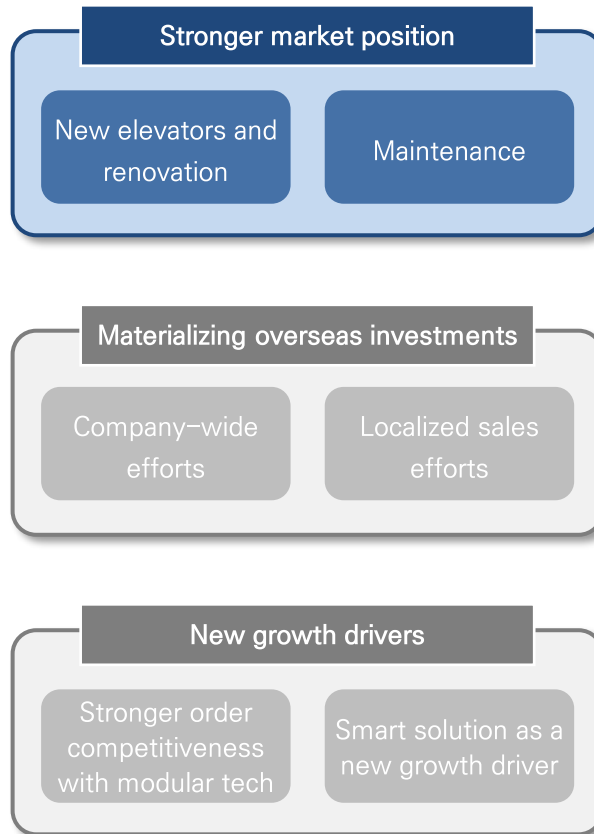 Stronger market position
New elevators and
renovation
Maintenance
Materializing overseas investments
Company-wide
efforts
Localized sales
efforts
New growth drivers
Stronger order
competitiveness
with modular tech
Smart solution as a
new growth driver